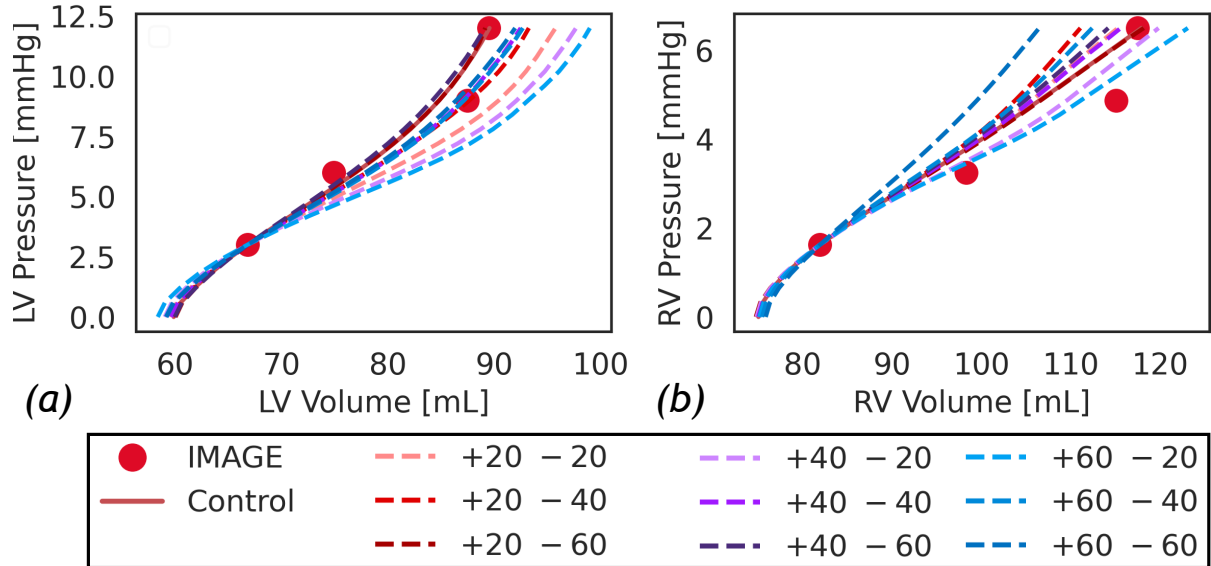 12.5
10.0
7.5
5.0
2.5
0.0
LV Pressure [mmHg]
60 70 80 90 100
LV Volume [mL]
(a)
6
4
2
0
RV Pressure [mmHg]
80 90 100 110 120
RV Volume [mL]
(b)
IMAGE
Control
+20 −20
+20 −40
+20 −60
+40 −20
+40 −40
+40 −60
+60 −20
+60 −40
+60 −60